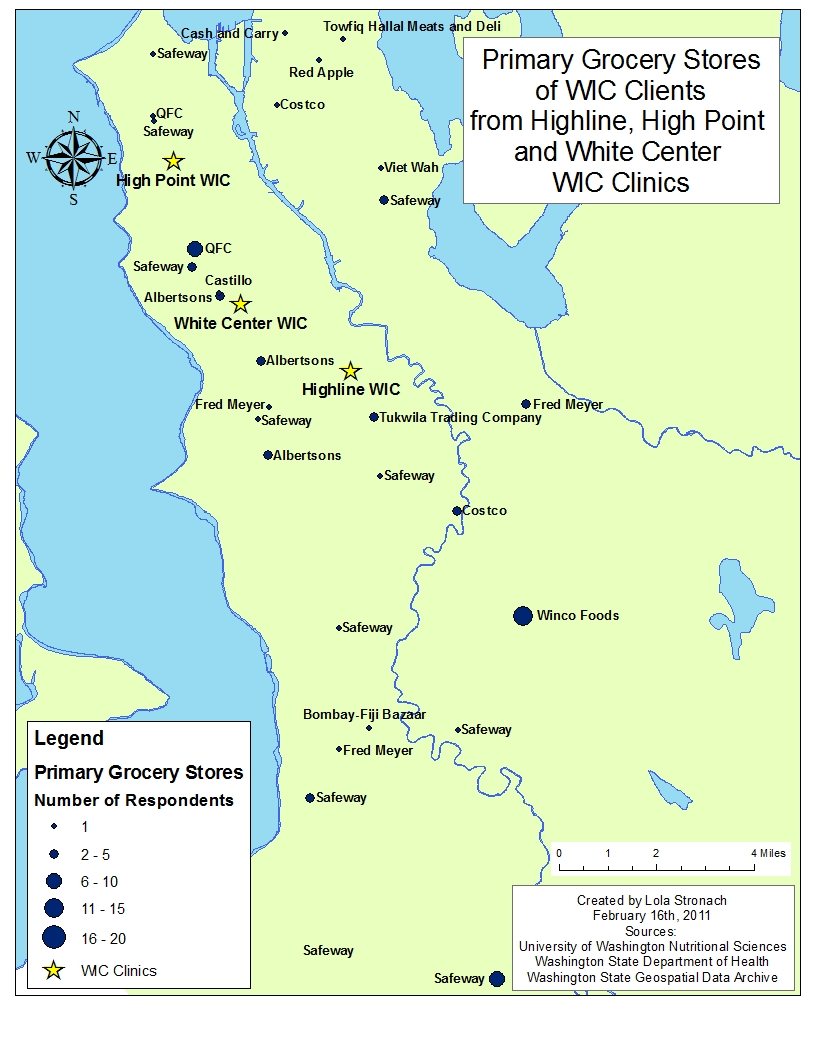 Cash and Carry
Towfiq Hallal Meats and Deli
Safeway
Red Apple
Primary Grocery Stores
of WIC Clients
from Highline, High Point
and White Center
WIC Clinics
Costco
QFC
Safeway
N
W
E
S
High Point WIC
Viet Wah
Safeway
QFC
Safeway
Castillo
Albertsons
White Center WIC
Albertsons
Highline WIC
Fred Meyer
Safeway
Tukwila Trading Company
Fred Meyer
Albertsons
Safeway
Costco
Winco Foods
Safeway
Bombay-Fiji Bazaar
Safeway
Fred Meyer
Safeway
Legend
Primary Grocery Stores
Number of Respondents
1
2 - 5
6 - 10
11 - 15
16 - 20
WIC Clinics
0 1 2 4 Miles
Safeway
Safeway
Created by Lola Stronach
February 16th, 2011
Sources:
University of Washington Nutritional Sciences
Washington State Department of Health
Washington State Geospatial Data Archive